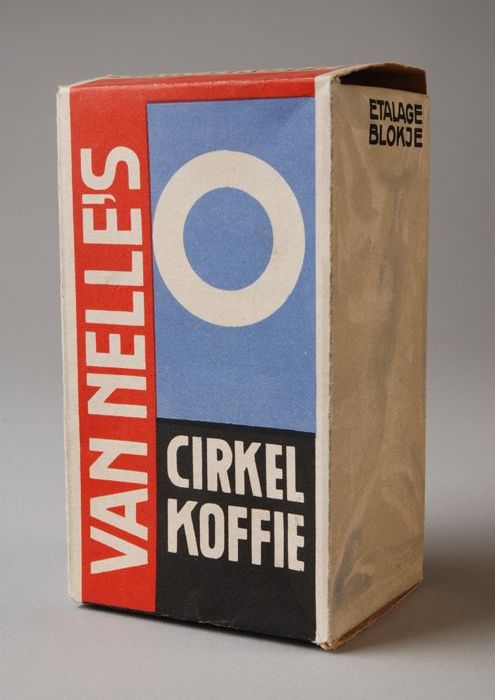 VAN NELLE'S
CIRKEL
KOFFIE
ETALAGE
BLOKJE